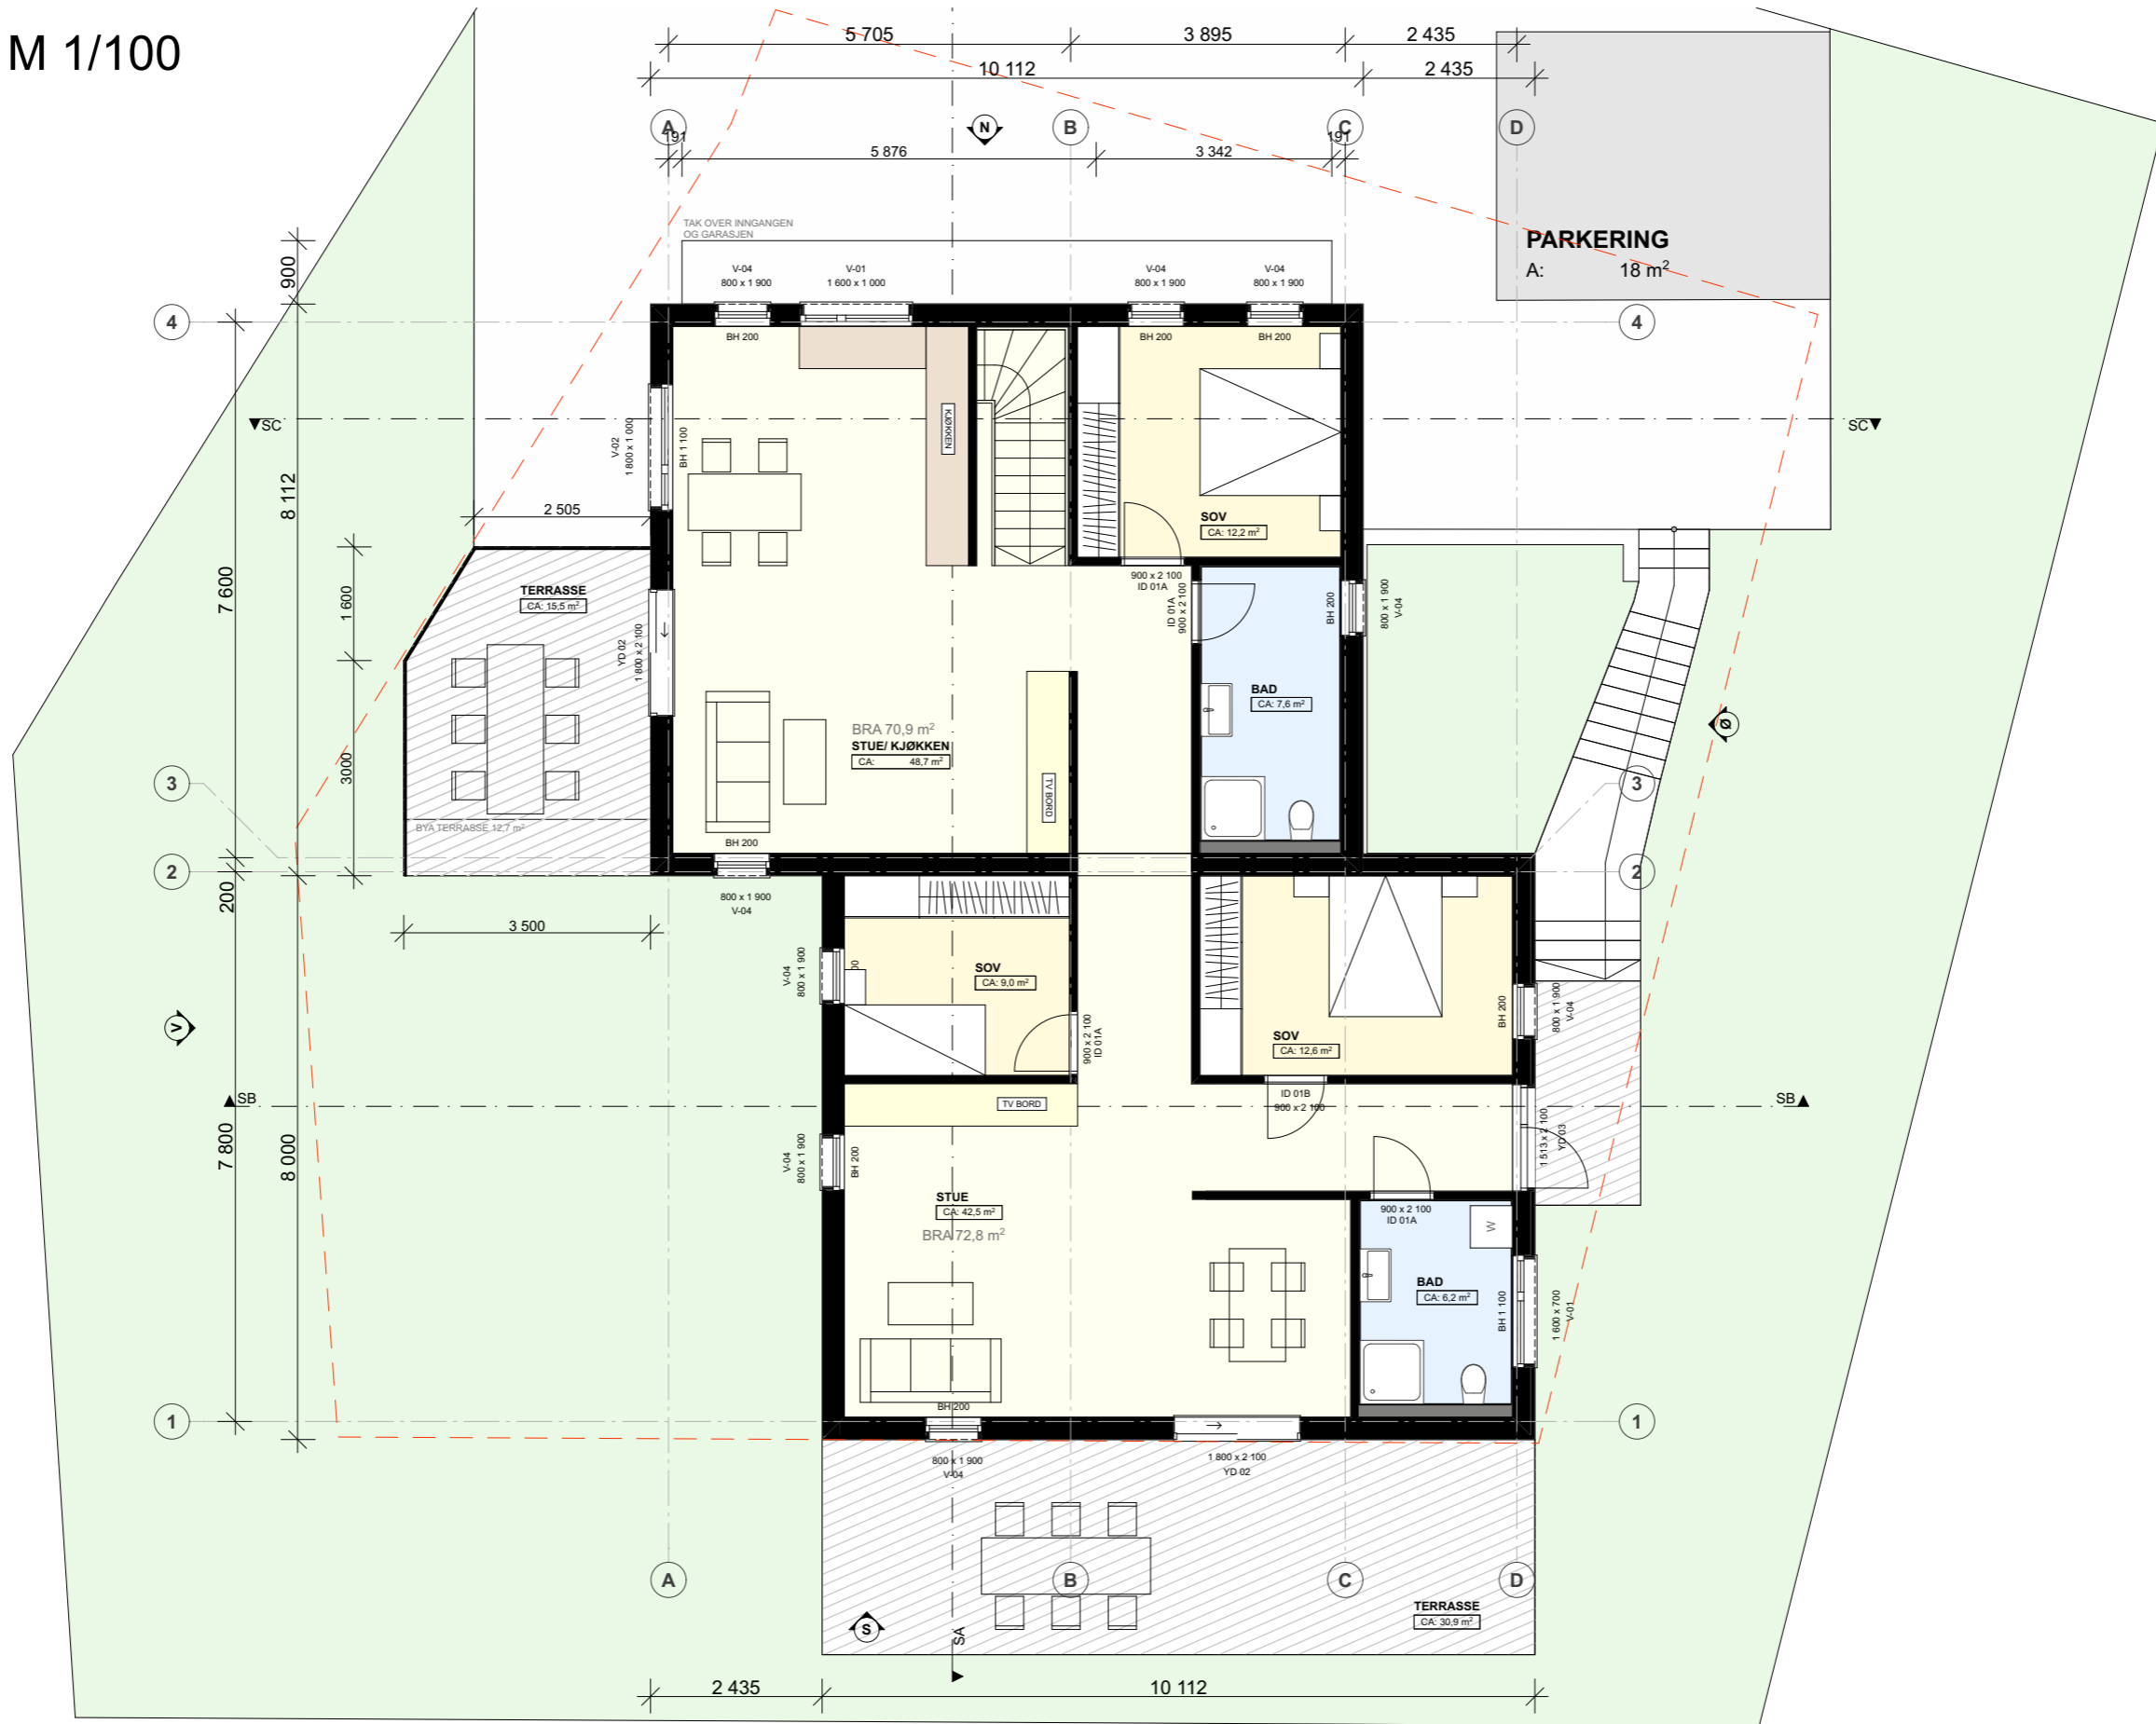 M 1/100
5 705
3 895
2 435
10 112
2 435
A
N
B
C
D
191
191
5 876
3 342
TAK OVER INNGANGEN
OG GARASJEN
PARKERING
A: 18 m²
900
V-04
800 x 1 900
V-01
1 600 x 1 000
V-04
800 x 1 900
V-04
800 x 1 900
4
4
BH 200
BH 200
BH 200
KJØKKEN
SC
SC
V-02
1 800 x 1 000
BH 1 100
8 112
2 505
SOV
CA: 12,2 m²
7 600
1 600
TERRASSE
CA: 15,5 m²
900 x 2 100
ID 01A
ID 01A
900 x 2 100
BH 200
800 x 1 900
V-04
YD 02
1 800 x 2 100
BAD
CA: 7,6 m²
Ø
BRA 70,9 m²
STUE/ KJØKKEN
CA: 48,7 m²
3000
TV BORD
3
3
BYA TERRASSE 12,7 m²
BH 200
2
2
200
800 x 1 900
V-04
3 500
V-04
800 x 1 900
SOV
CA: 9,0 m²
V
900 x 2 100
ID 01A
SOV
CA: 12,6 m²
BH 200
800 x 1 900
V-04
SB
TV BORD
ID 01B
900 x 2 100
SB
7 800
8 000
V-04
800 x 1 900
BH 200
1 513 x 2 100
YD 03
STUE
CA: 42,5 m²
BRA 72,8 m²
900 x 2 100
ID 01A
W
BAD
CA: 6,2 m²
BH 1 100
1 600 x 700
V-01
BH 200
1
1
800 x 1 900
V-04
1 800 x 2 100
YD 02
A
B
C
D
S
SA
TERRASSE
CA: 30,9 m²
2 435
10 112